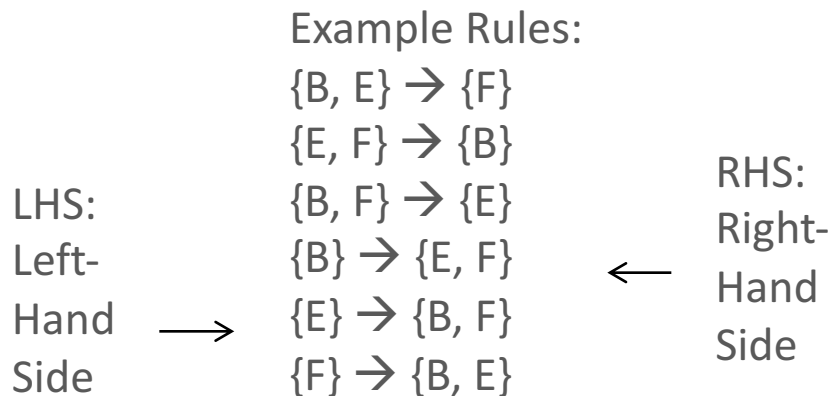 Example Rules:
{B, E} → {F}
{E, F} → {B}
{B, F} → {E}
{B} → {E, F}
{E} → {B, F}
{F} → {B, E}
LHS:
Left-
Hand
Side
RHS:
Right-
Hand
Side